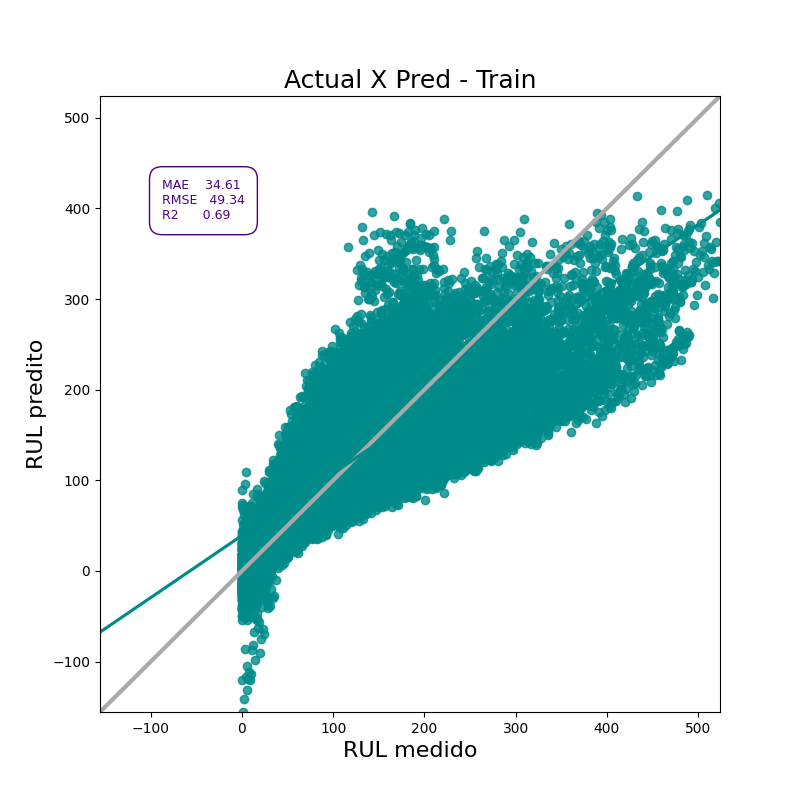 Actual X Pred - Train
500
400
300
200
100
0
−100
MAE 34.61
RMSE 49.34
R2 0.69
RUL predito
−100 0 100 200 300 400 500
RUL medido